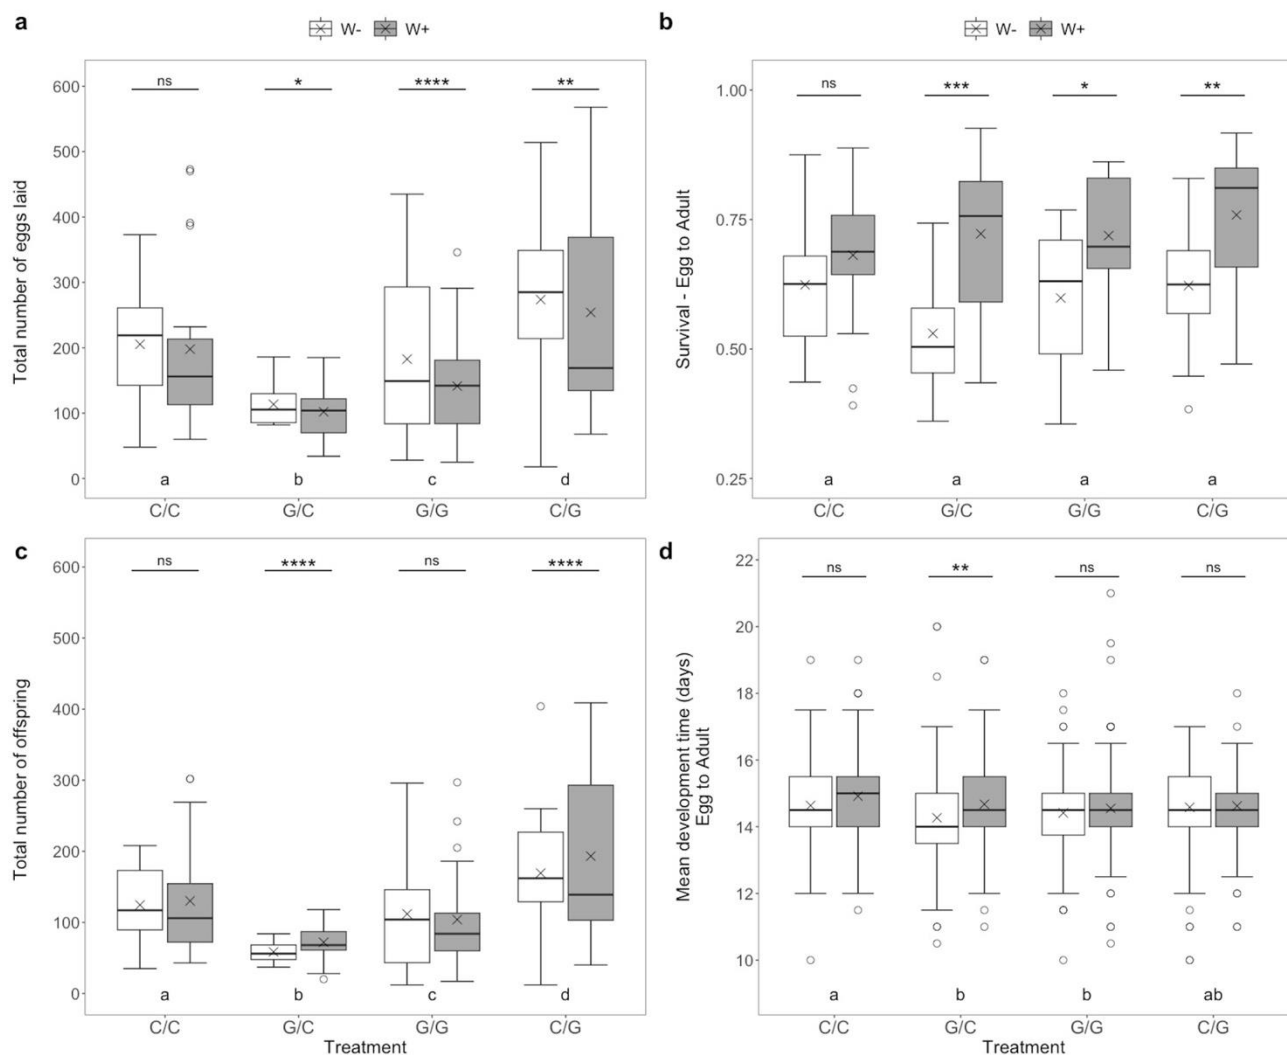 a
W- W+
Total number of eggs laid
600
500
400
300
200
100
0
ns * **** **
a b c d
C/C G/C G/G C/G
b
W- W+
Survival - Egg to Adult
1.00
0.75
0.50
0.25
ns *** * **
a a a a
C/C G/C G/G C/G
c
Total number of offspring
600
500
400
300
200
100
0
ns **** ns ****
a b c d
C/C G/C G/G C/G
Treatment
d
Mean development time (days)
Egg to Adult
22
20
18
16
14
12
10
ns ** ns ns
a b b ab
C/C G/C G/G C/G
Treatment